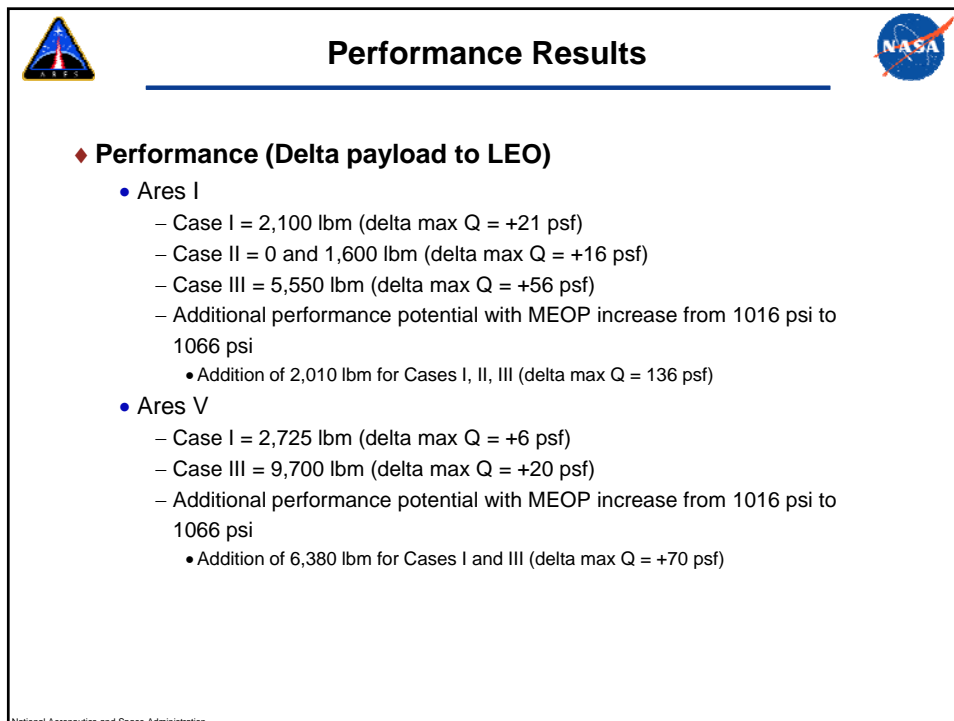 Performance Results
ARES
NASA
♦ Performance (Delta payload to LEO)
• Ares I
– Case I = 2,100 lbm (delta max Q = +21 psf)
– Case II = 0 and 1,600 lbm (delta max Q = +16 psf)
– Case III = 5,550 lbm (delta max Q = +56 psf)
– Additional performance potential with MEOP increase from 1016 psi to
1066 psi
• Addition of 2,010 lbm for Cases I, II, III (delta max Q = 136 psf)
• Ares V
– Case I = 2,725 lbm (delta max Q = +6 psf)
– Case III = 9,700 lbm (delta max Q = +20 psf)
– Additional performance potential with MEOP increase from 1016 psi to
1066 psi
• Addition of 6,380 lbm for Cases I and III (delta max Q = +70 psf)
National Aeronautics and Space Administration